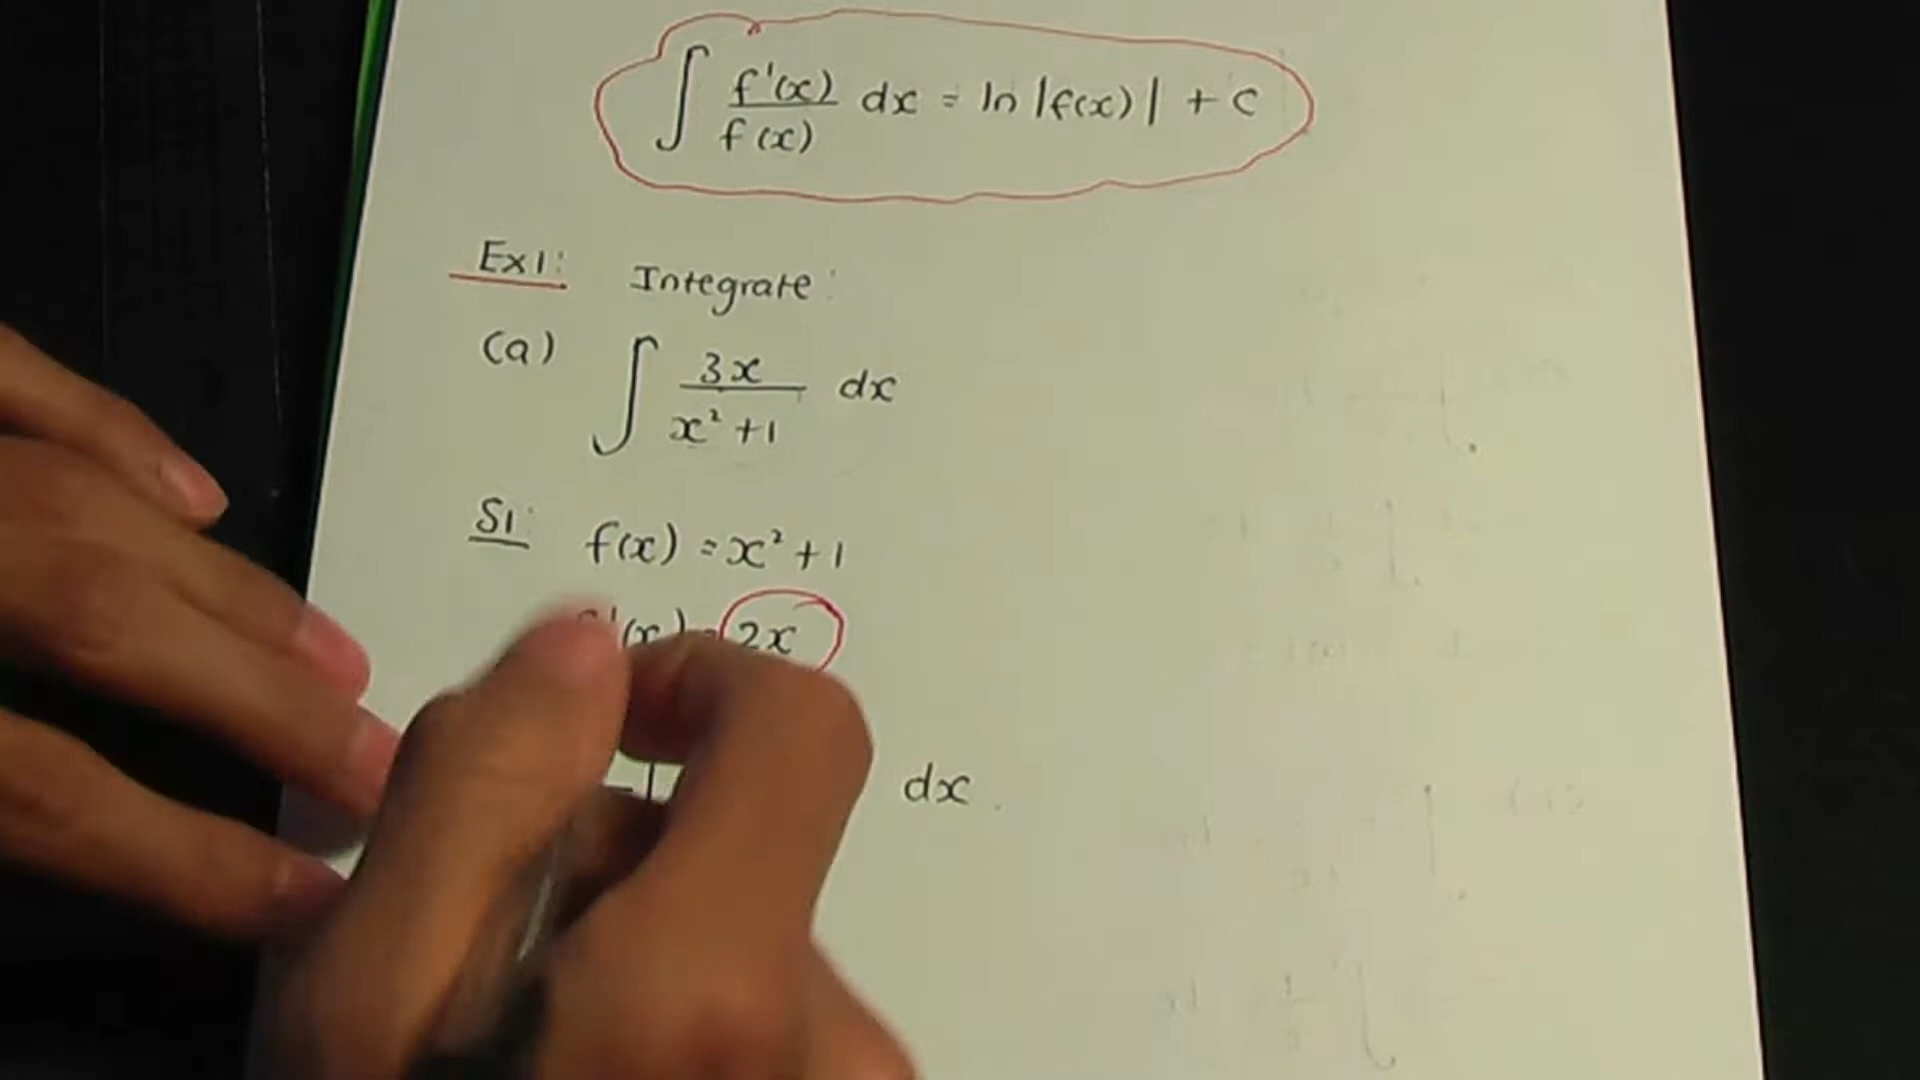 ∫ f'(x)/f(x) dx = ln |f(x)| + c
Ex1: Integrate:
(a) ∫ 3x/x²+1 dx
S1: f(x) = x² + 1
f'(x) = 2x
dx